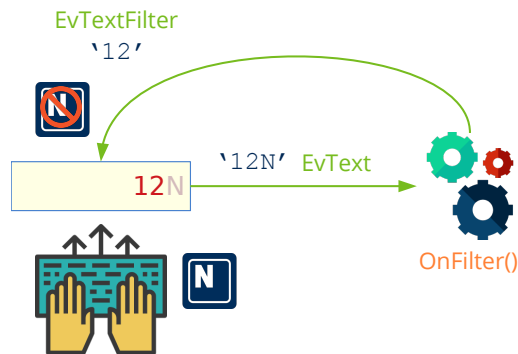 EvTextFilter
‘12’
N
‘12N’ EvText
12N
N
OnFilter()